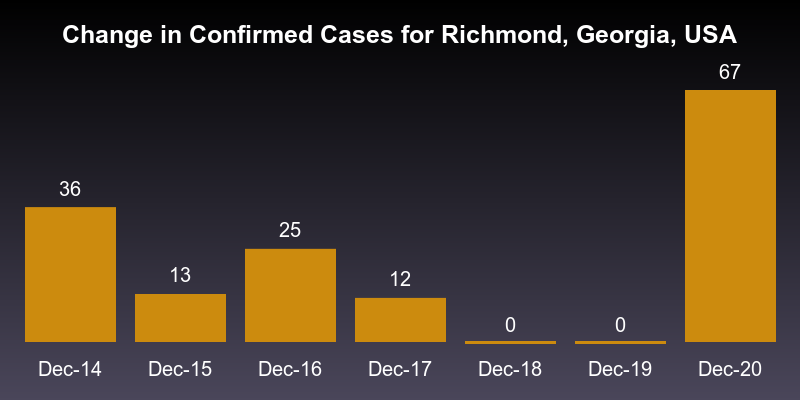 Change in Confirmed Cases for Richmond, Georgia, USA
67
36
25
13
12
0
0
Dec-14
Dec-15
Dec-16
Dec-17
Dec-18
Dec-19
Dec-20